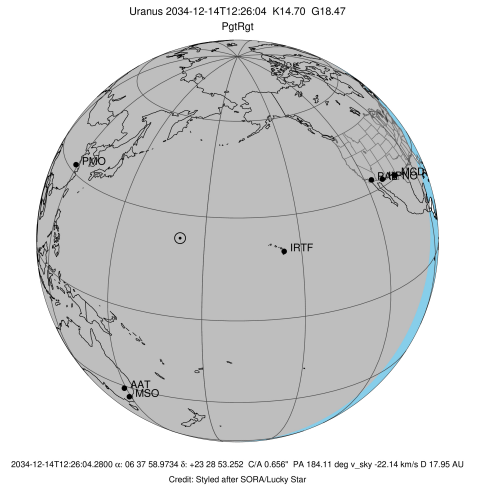 Uranus 2034-12-14T12:26:04 K14.70 G18.47
PgtRgt
PMO
MGD
IRTF
AAT
MSO
2034-12-14T12:26:04.2800 α: 06 37 58.9734 δ: +23 28 53.252 C/A 0.656" PA 184.11 deg v_sky -22.14 km/s D 17.95 AU
Credit: Styled after SORA/Lucky Star